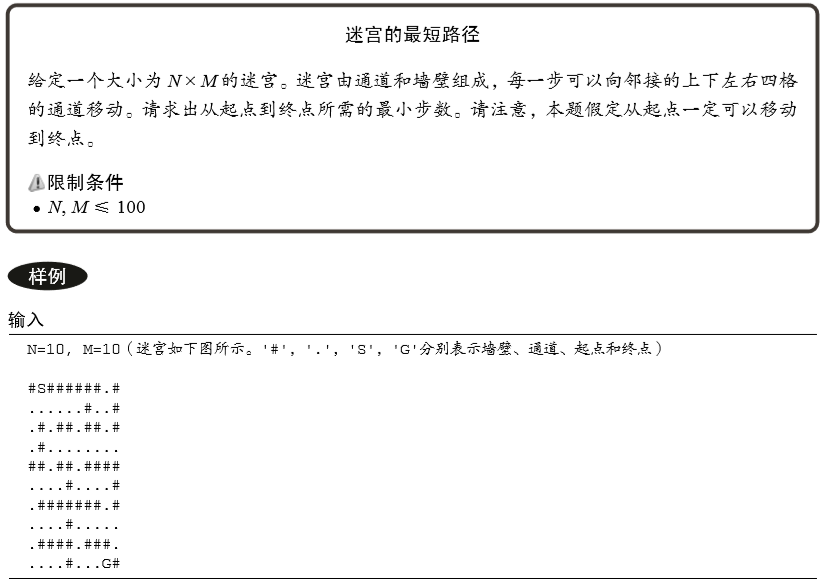 迷宫的最短路径
给定一个大小为 N×M 的迷宫。迷宫由通道和墙壁组成，每一步可以向邻接的上下左右四格
的通道移动。请求出从起点到终点所需的最小步数。请注意，本题假定从起点一定可以移动
到终点。
限制条件
• N, M ≤ 100
样例
输入
N=10, M=10（迷宫如下图所示。'#', '.', 'S', 'G'分别表示墙壁、通道、起点和终点）
#S######.#
......#..#
.#.##.##.#
.#........
##.##.####
....#....#
.#######.#
....#.....
.####.###.
....#...G#